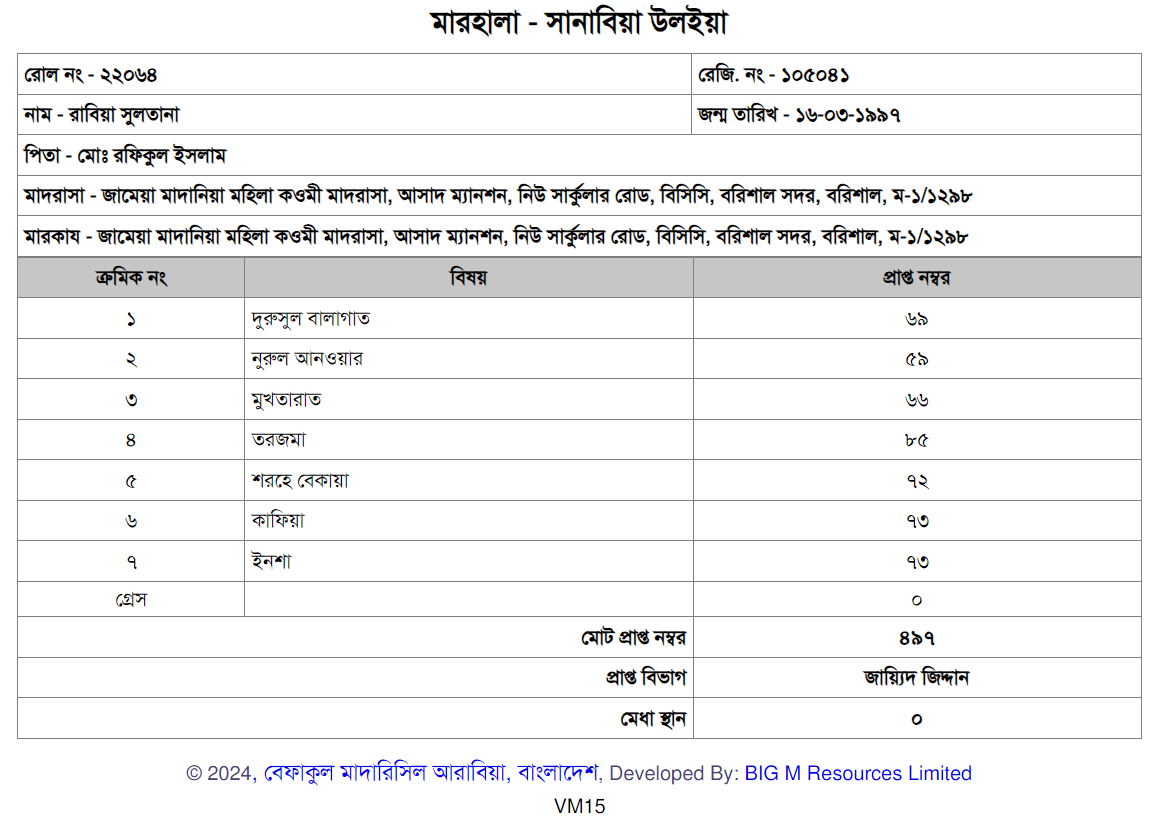 মারহালা - সানাবিয়া উলইয়া
রোল নং - ২২০৬৪ রেজি. নং - ১০৫০৪১
নাম - রাবিয়া সুলতানা জন্ম তারিখ - ১৬-০৩-১৯৯৭
পিতা - মোঃ রফিকুল ইসলাম
মাদরাসা - জামেয়া মাদানিয়া মহিলা কওমী মাদরাসা, আসাদ ম্যানশন, নিউ সার্কুলার রোড, বিসিসি, বরিশাল সদর, বরিশাল, ম-১/১২৯৮
মারকায - জামেয়া মাদানিয়া মহিলা কওমী মাদরাসা, আসাদ ম্যানশন, নিউ সার্কুলার রোড, বিসিসি, বরিশাল সদর, বরিশাল, ম-১/১২৯৮
ক্রমিক নং বিষয় প্রাপ্ত নম্বর
১ দুরুসুল বালাগাত ৬৯
২ নুরুল আনওয়ার ৫৯
৩ মুখতারাত ৬৬
৪ তরজমা ৮৫
৫ শরহে বেকায়া ৭২
৬ কাফিয়া ৭৩
৭ ইনশা ৭৩
গ্রেস ০
মোট প্রাপ্ত নম্বর ৪৯৭
প্রাপ্ত বিভাগ জায়্যিদ জিদ্দান
মেধা স্থান ০
© 2024, বেফাকুল মাদারিসিল আরাবিয়া, বাংলাদেশ, Developed By: BIG M Resources Limited
VM15